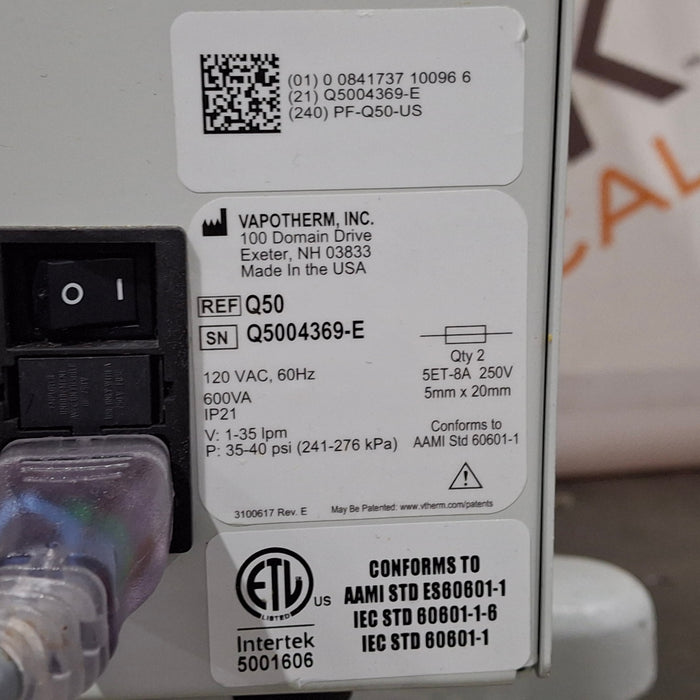 (01) 0 0841737 10096 6
(21) Q5004369-E
(240) PF-Q50-US
VAPOTHERM, INC.
100 Domain Drive
Exeter, NH 03833
Made In the USA
REF Q50
SN Q5004369-E
120 VAC, 60Hz
600VA
IP21
V: 1-35 lpm
P: 35-40 psi (241-276 kPa)
Qty 2
5ET-8A 250V
5mm x 20mm
Conforms to
AAMI Std 60601-1
3100617 Rev. E
May Be Patented: www.vtherm.com/patents
O I
ETL
LISTED
US
Intertek
5001606
CONFORMS TO
AAMI STD ES60601-1
IEC STD 60601-1-6
IEC STD 60601-1
CAL